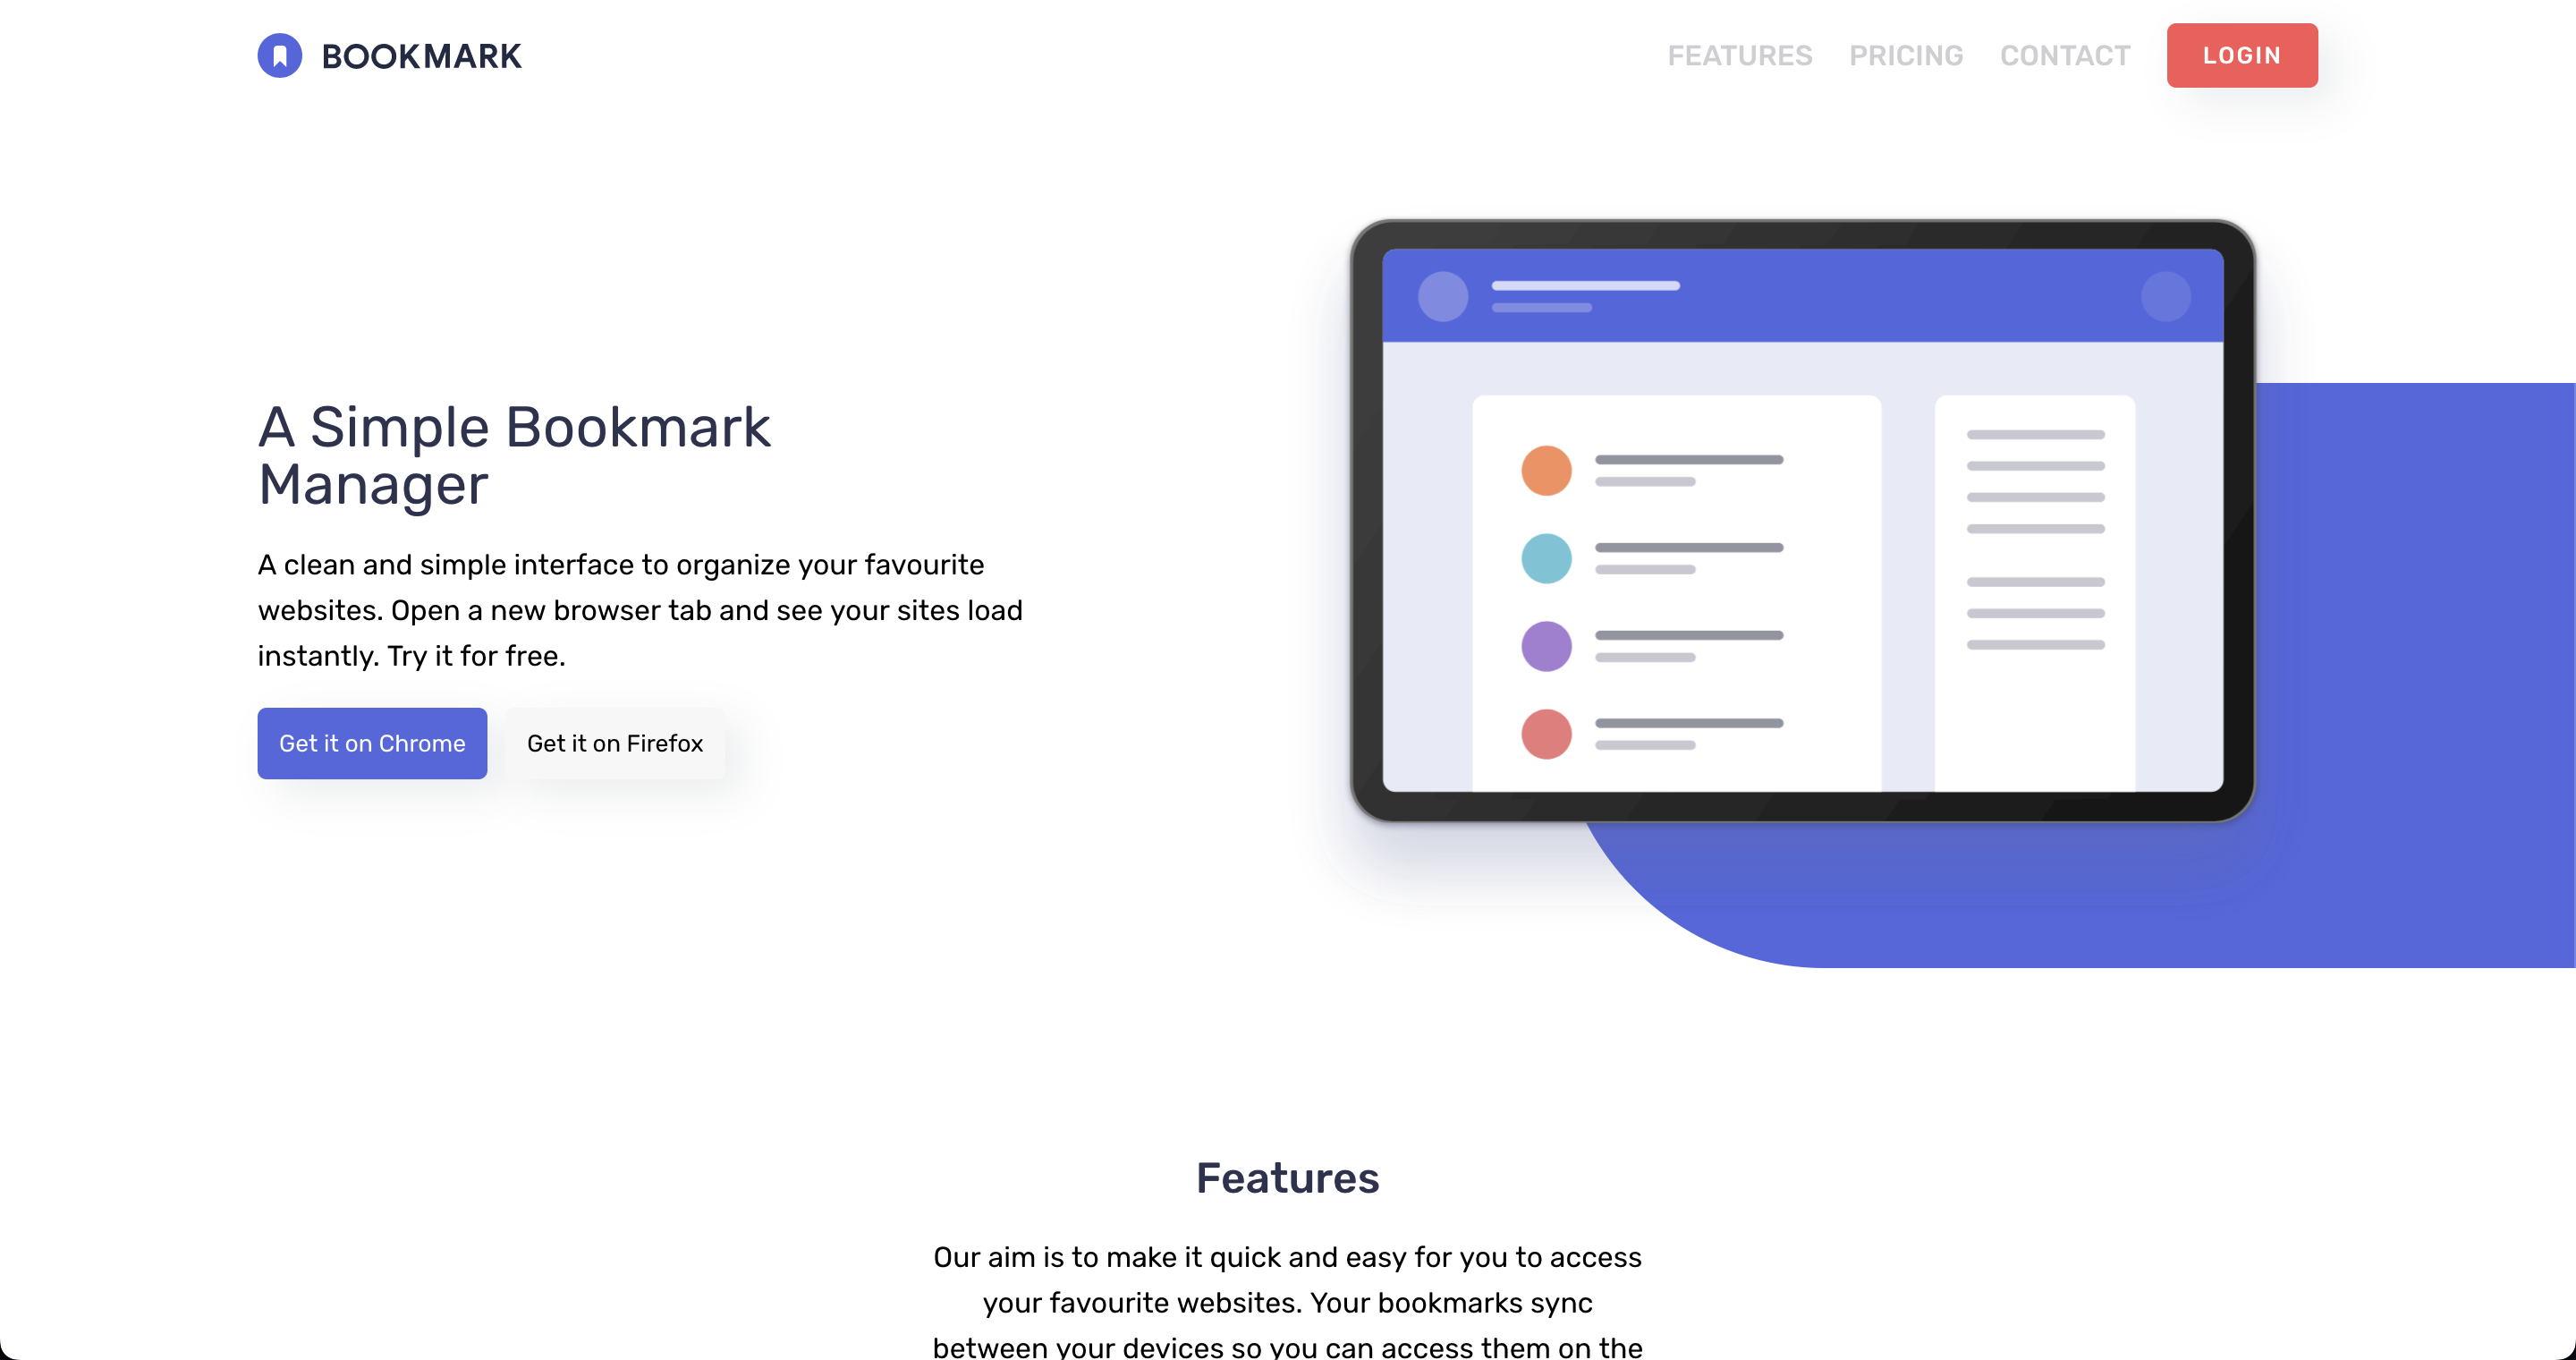 BOOKMARK
FEATURES PRICING CONTACT LOGIN
A Simple Bookmark
Manager
A clean and simple interface to organize your favourite
websites. Open a new browser tab and see your sites load
instantly. Try it for free.
Get it on Chrome Get it on Firefox
Features
Our aim is to make it quick and easy for you to access
your favourite websites. Your bookmarks sync
between your devices so you can access them on the